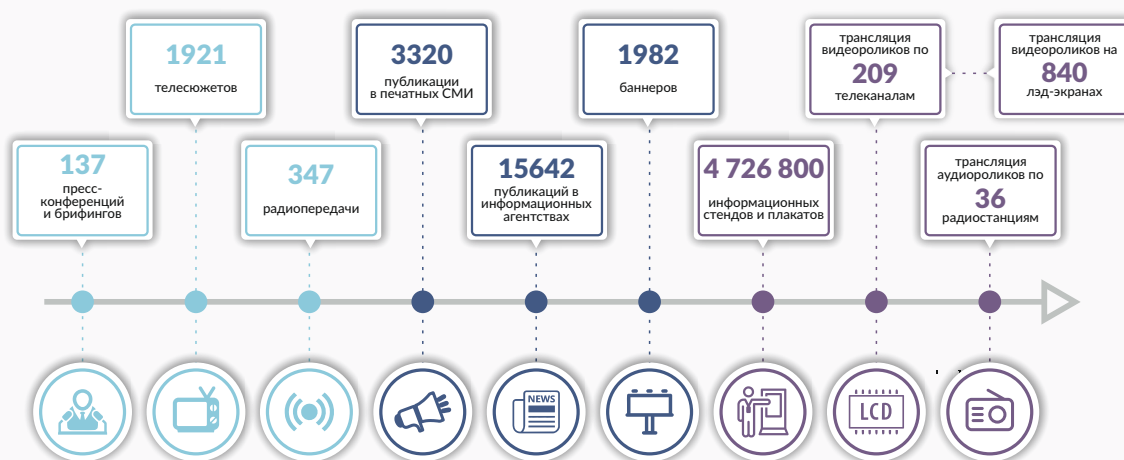 1921
телесюжетов
3320
публикации
в печатных СМИ
1982
баннеров
трансляция
видеороликов по
209
телеканалам
трансляция
видеороликов на
840
лэд-экранах
137
пресс-
конференций
и брифингов
347
радиопередачи
15642
публикаций в
информационных
агентствах
4 726 800
информационных
стендов и плакатов
трансляция
аудиороликов по
36
радиостанциям
NEWS
LCD